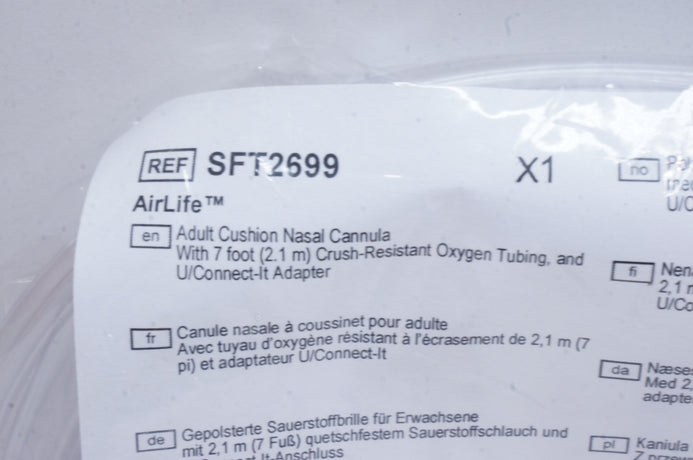 REF SFT2699 X1
AirLife™
en Adult Cushion Nasal Cannula
With 7 foot (2.1 m) Crush-Resistant Oxygen Tubing, and
U/Connect-It Adapter
fr Canule nasale à coussinet pour adulte
Avec tuyau d'oxygène résistant à l'écrasement de 2,1 m (7
pi) et adaptateur U/Connect-It
de Gepolsterte Sauerstoffbrille für Erwachsene
mit 2,1 m (7 Fuß) quetschfestem Sauerstoffschlauch und
It-Anschluss
no
fi
2,1
da
Med 2,
pl Kaniula